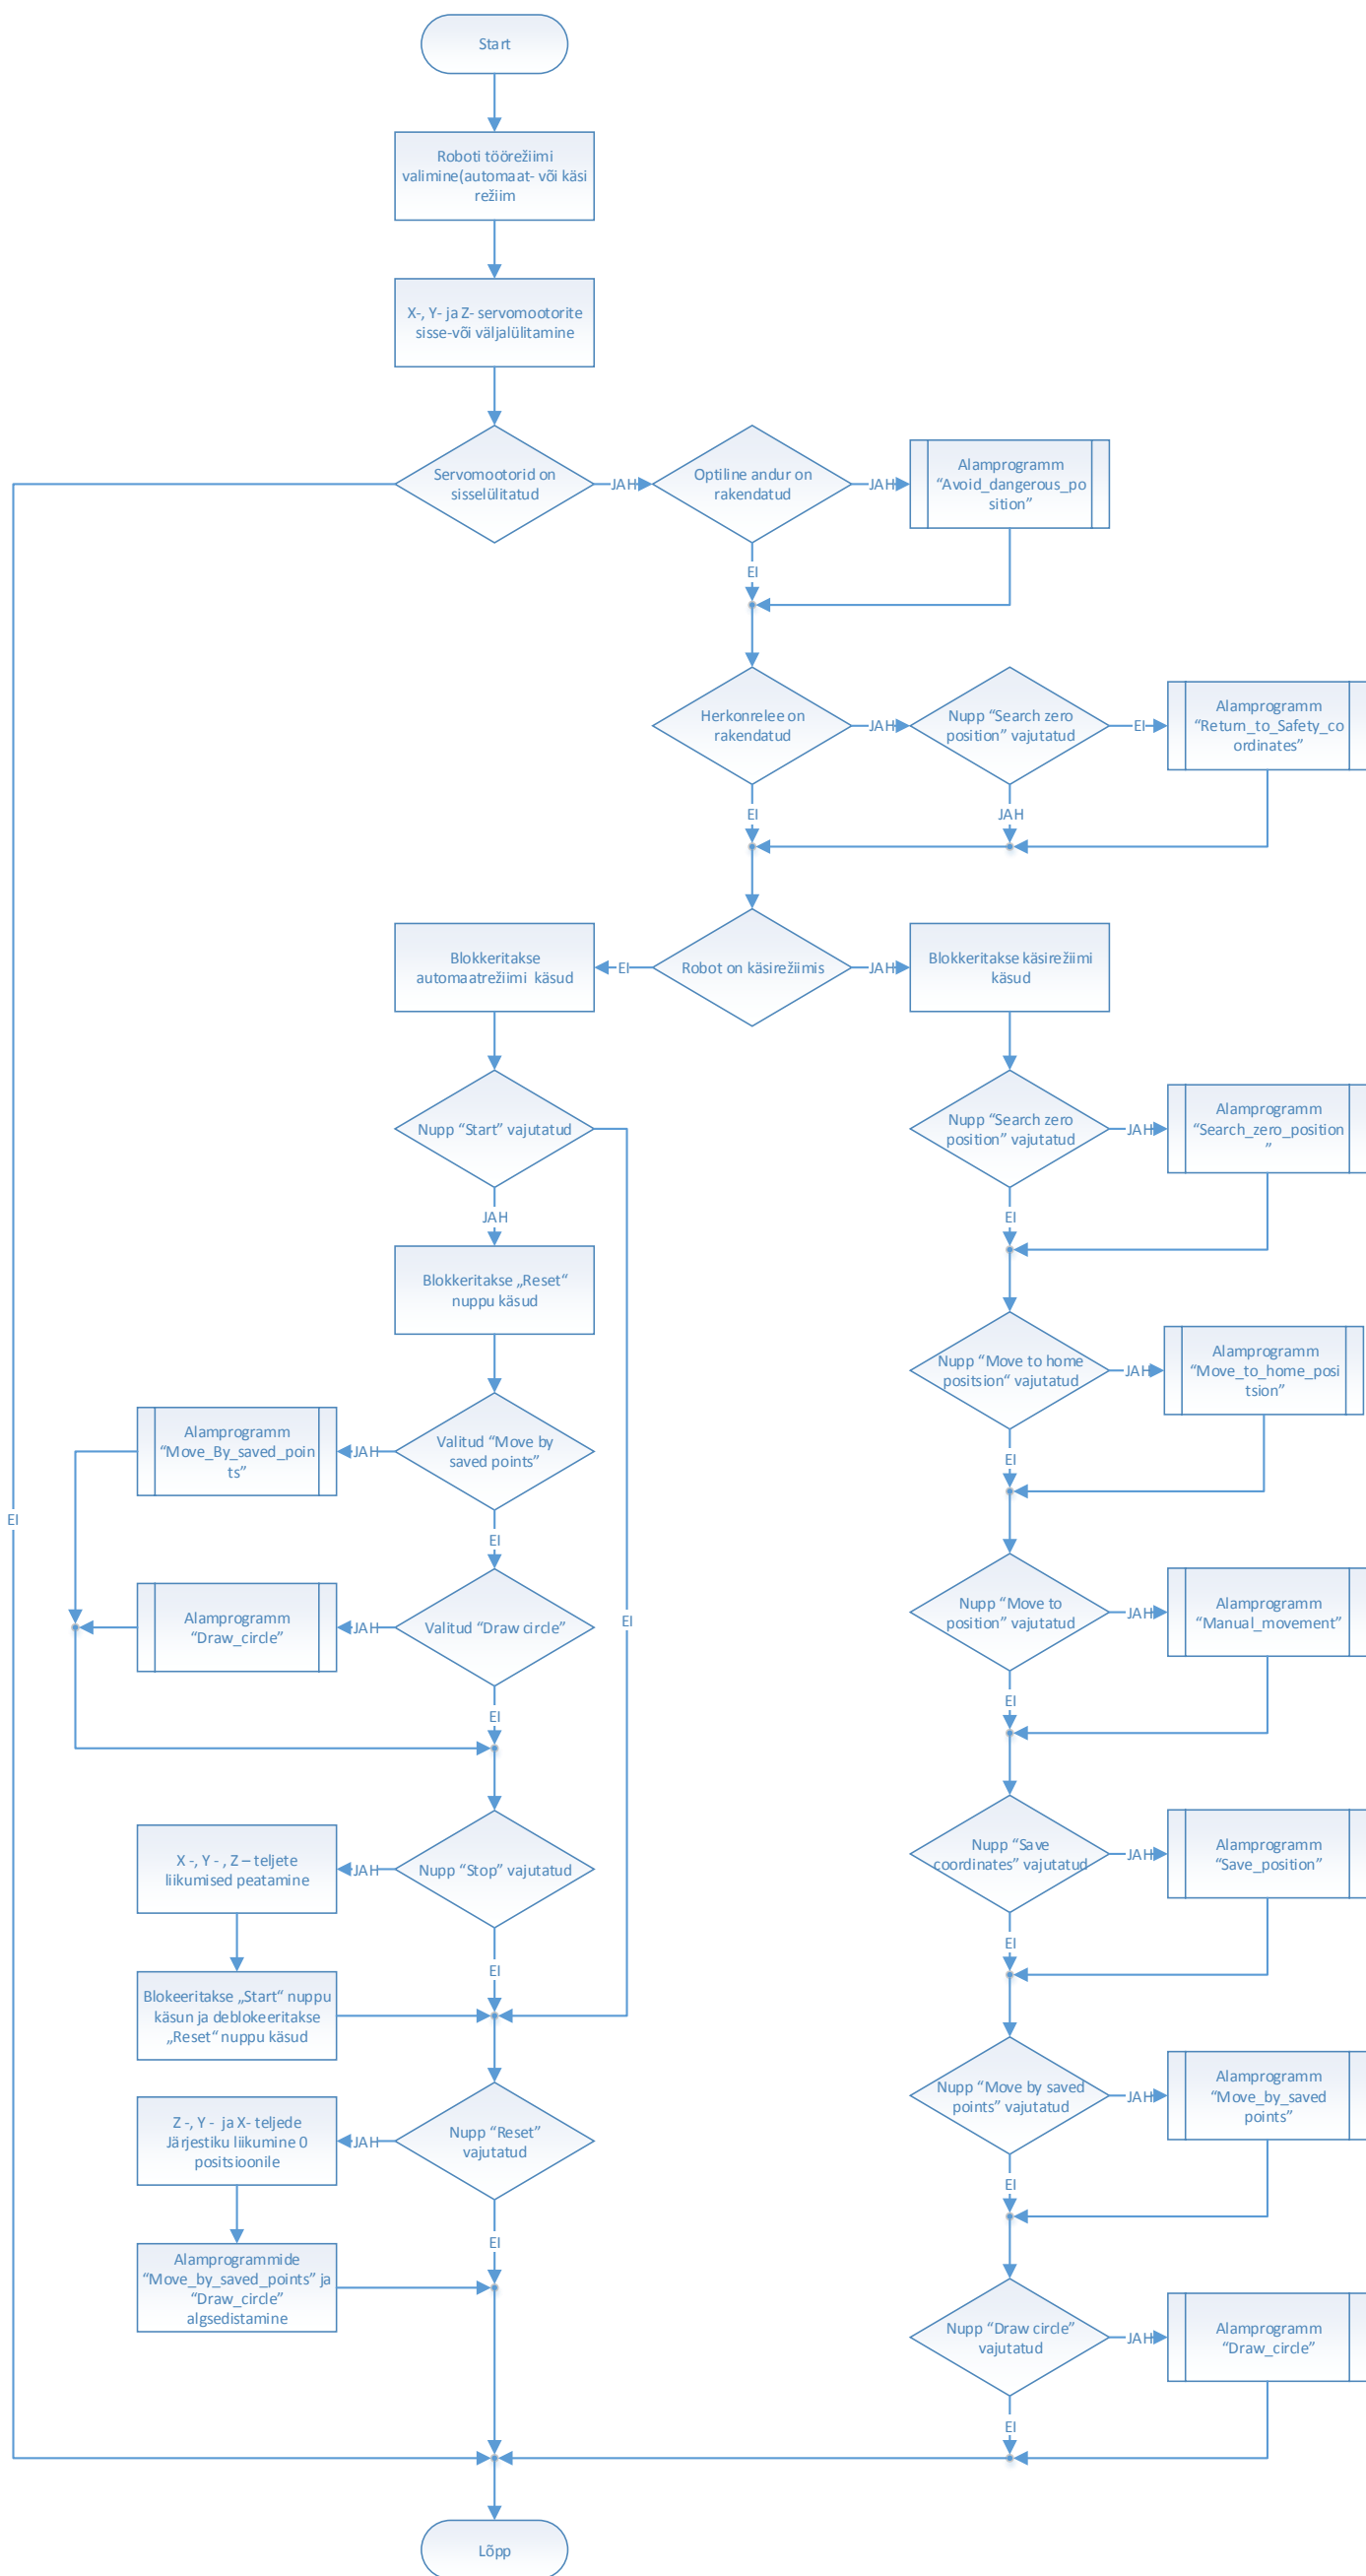 Start
Roboti töörežiimi
valimine(automaat- või käsi
režiim
X-, Y- ja Z- servomootorite
sisse-või väljalülitamine
Servomootorid on
sisselülitatud
JAH
Optiline andur on
rakendatud
JAH
Alamprogramm
“Avoid_dangerous_po
sition”
EI
Herkonrelee on
rakendatud
JAH
Nupp “Search zero
position” vajutatud
EI
Alamprogramm
“Return_to_Safety_co
ordinates”
EI
JAH
Blokkeritakse
automaatrežiimi käsud
EI
Robot on käsirežiimis
JAH
Blokkeritakse käsirežiimi
käsud
Nupp “Start” vajutatud
Nupp “Search zero
position” vajutatud
JAH
Alamprogramm
“Search_zero_position
”
JAH
EI
Blokkeritakse „Reset“
nuppu käsud
Nupp “Move to home
positsion“ vajutatud
JAH
Alamprogramm
“Move_to_home_posi
tsion”
Alamprogramm
“Move_By_saved_poin
ts”
JAH
Valitud “Move by
saved points”
EI
EI
EI
Alamprogramm
“Draw_circle”
JAH
Valitud “Draw circle”
EI
Nupp “Move to
position” vajutatud
JAH
Alamprogramm
“Manual_movement”
EI
EI
X -, Y - , Z – teljete
liikumised peatamine
JAH
Nupp “Stop” vajutatud
Nupp “Save
coordinates” vajutatud
JAH
Alamprogramm
“Save_position”
EI
EI
Blokeeritakse „Start“ nuppu
käsun ja deblokeeritakse
„Reset“ nuppu käsud
Z -, Y - ja X- teljede
Järjestiku liikumine 0
positsioonile
JAH
Nupp “Reset”
vajutatud
Nupp “Move by saved
points” vajutatud
JAH
Alamprogramm
“Move_by_saved
points”
EI
EI
Alamprogrammide
“Move_by_saved_points” ja
“Draw_circle”
algsedistamine
Nupp “Draw circle”
vajutatud
JAH
Alamprogramm
“Draw_circle”
EI
Lõpp